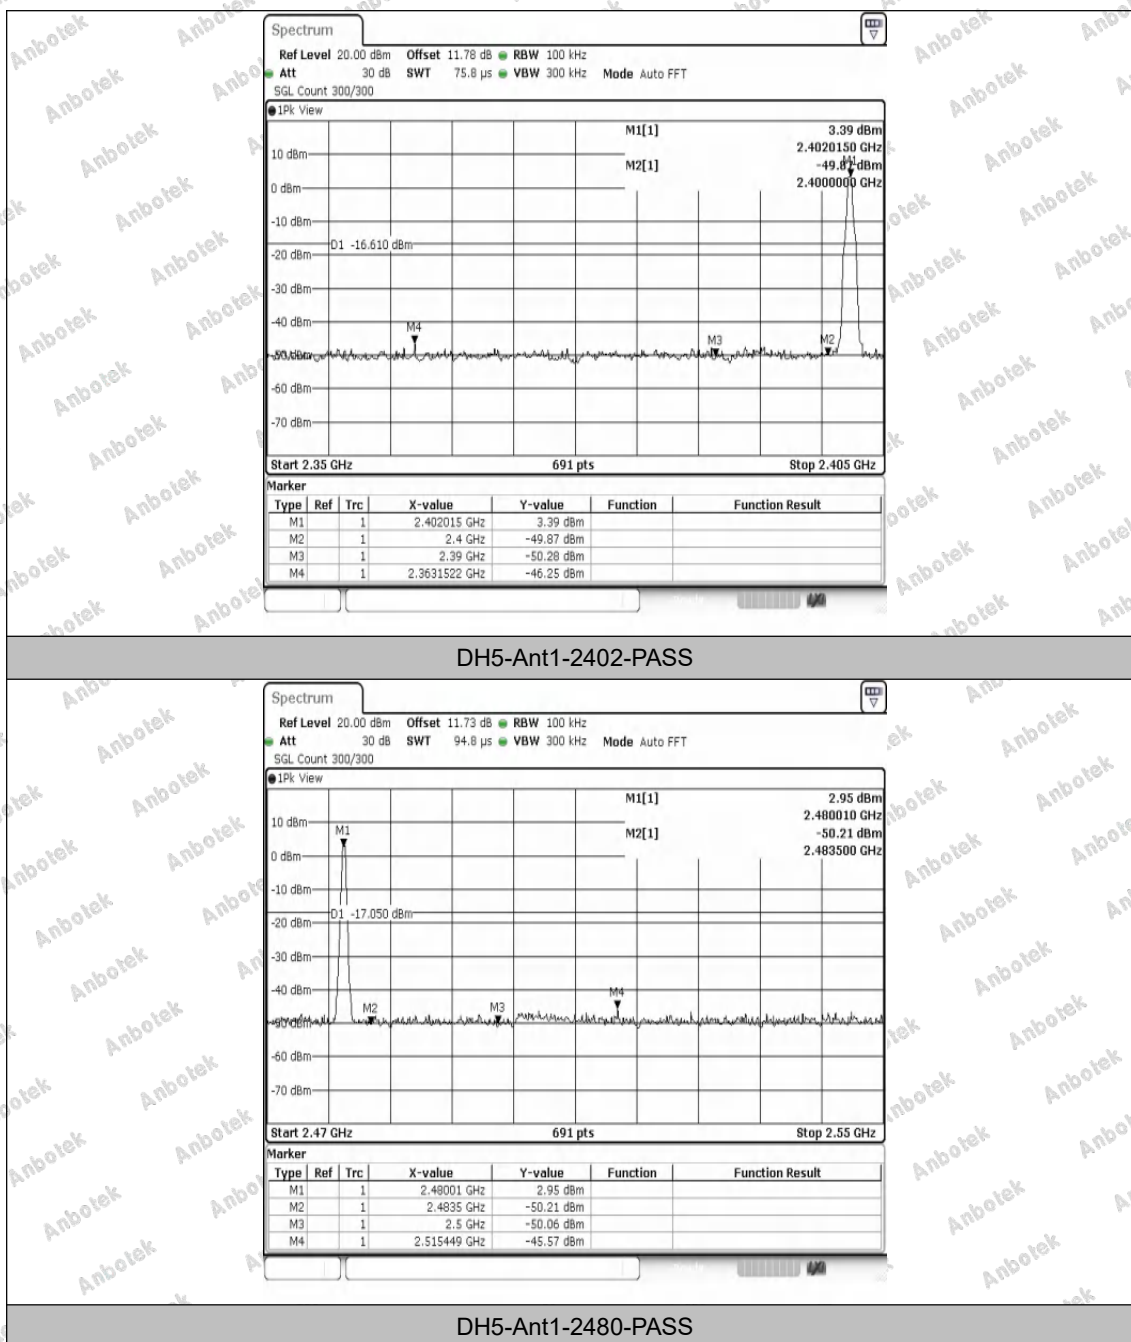 Spectrum
Ref Level 20.00 dBm Offset 11.78 dB RBW 100 kHz
Att 30 dB SWT 75.8 µs VBW 300 kHz Mode Auto FFT
SGL Count 300/300
1Pk View
M1[1] 3.39 dBm
2.4020150 GHz
M2[1] -49.87 dBm
2.4000000 GHz
M1
10 dBm
0 dBm
-10 dBm
D1 -16.610 dBm
-20 dBm
-30 dBm
-40 dBm
M4
M3
M2
-50 dBm
-60 dBm
-70 dBm
Start 2.35 GHz 691 pts Stop 2.405 GHz
Marker
Type Ref Trc X-value Y-value Function Function Result
M1 1 2.402015 GHz 3.39 dBm
M2 1 2.4 GHz -49.87 dBm
M3 1 2.39 GHz -50.28 dBm
M4 1 2.3631522 GHz -46.25 dBm
DH5-Ant1-2402-PASS
Spectrum
Ref Level 20.00 dBm Offset 11.73 dB RBW 100 kHz
Att 30 dB SWT 94.8 µs VBW 300 kHz Mode Auto FFT
SGL Count 300/300
1Pk View
M1[1] 2.95 dBm
2.480010 GHz
M2[1] -50.21 dBm
2.483500 GHz
10 dBm
M1
0 dBm
-10 dBm
D1 -17.050 dBm
-20 dBm
-30 dBm
-40 dBm
M2
M3
M4
-50 dBm
-60 dBm
-70 dBm
Start 2.47 GHz 691 pts Stop 2.55 GHz
Marker
Type Ref Trc X-value Y-value Function Function Result
M1 1 2.48001 GHz 2.95 dBm
M2 1 2.4835 GHz -50.21 dBm
M3 1 2.5 GHz -50.06 dBm
M4 1 2.515449 GHz -45.57 dBm
DH5-Ant1-2480-PASS
Anbotek